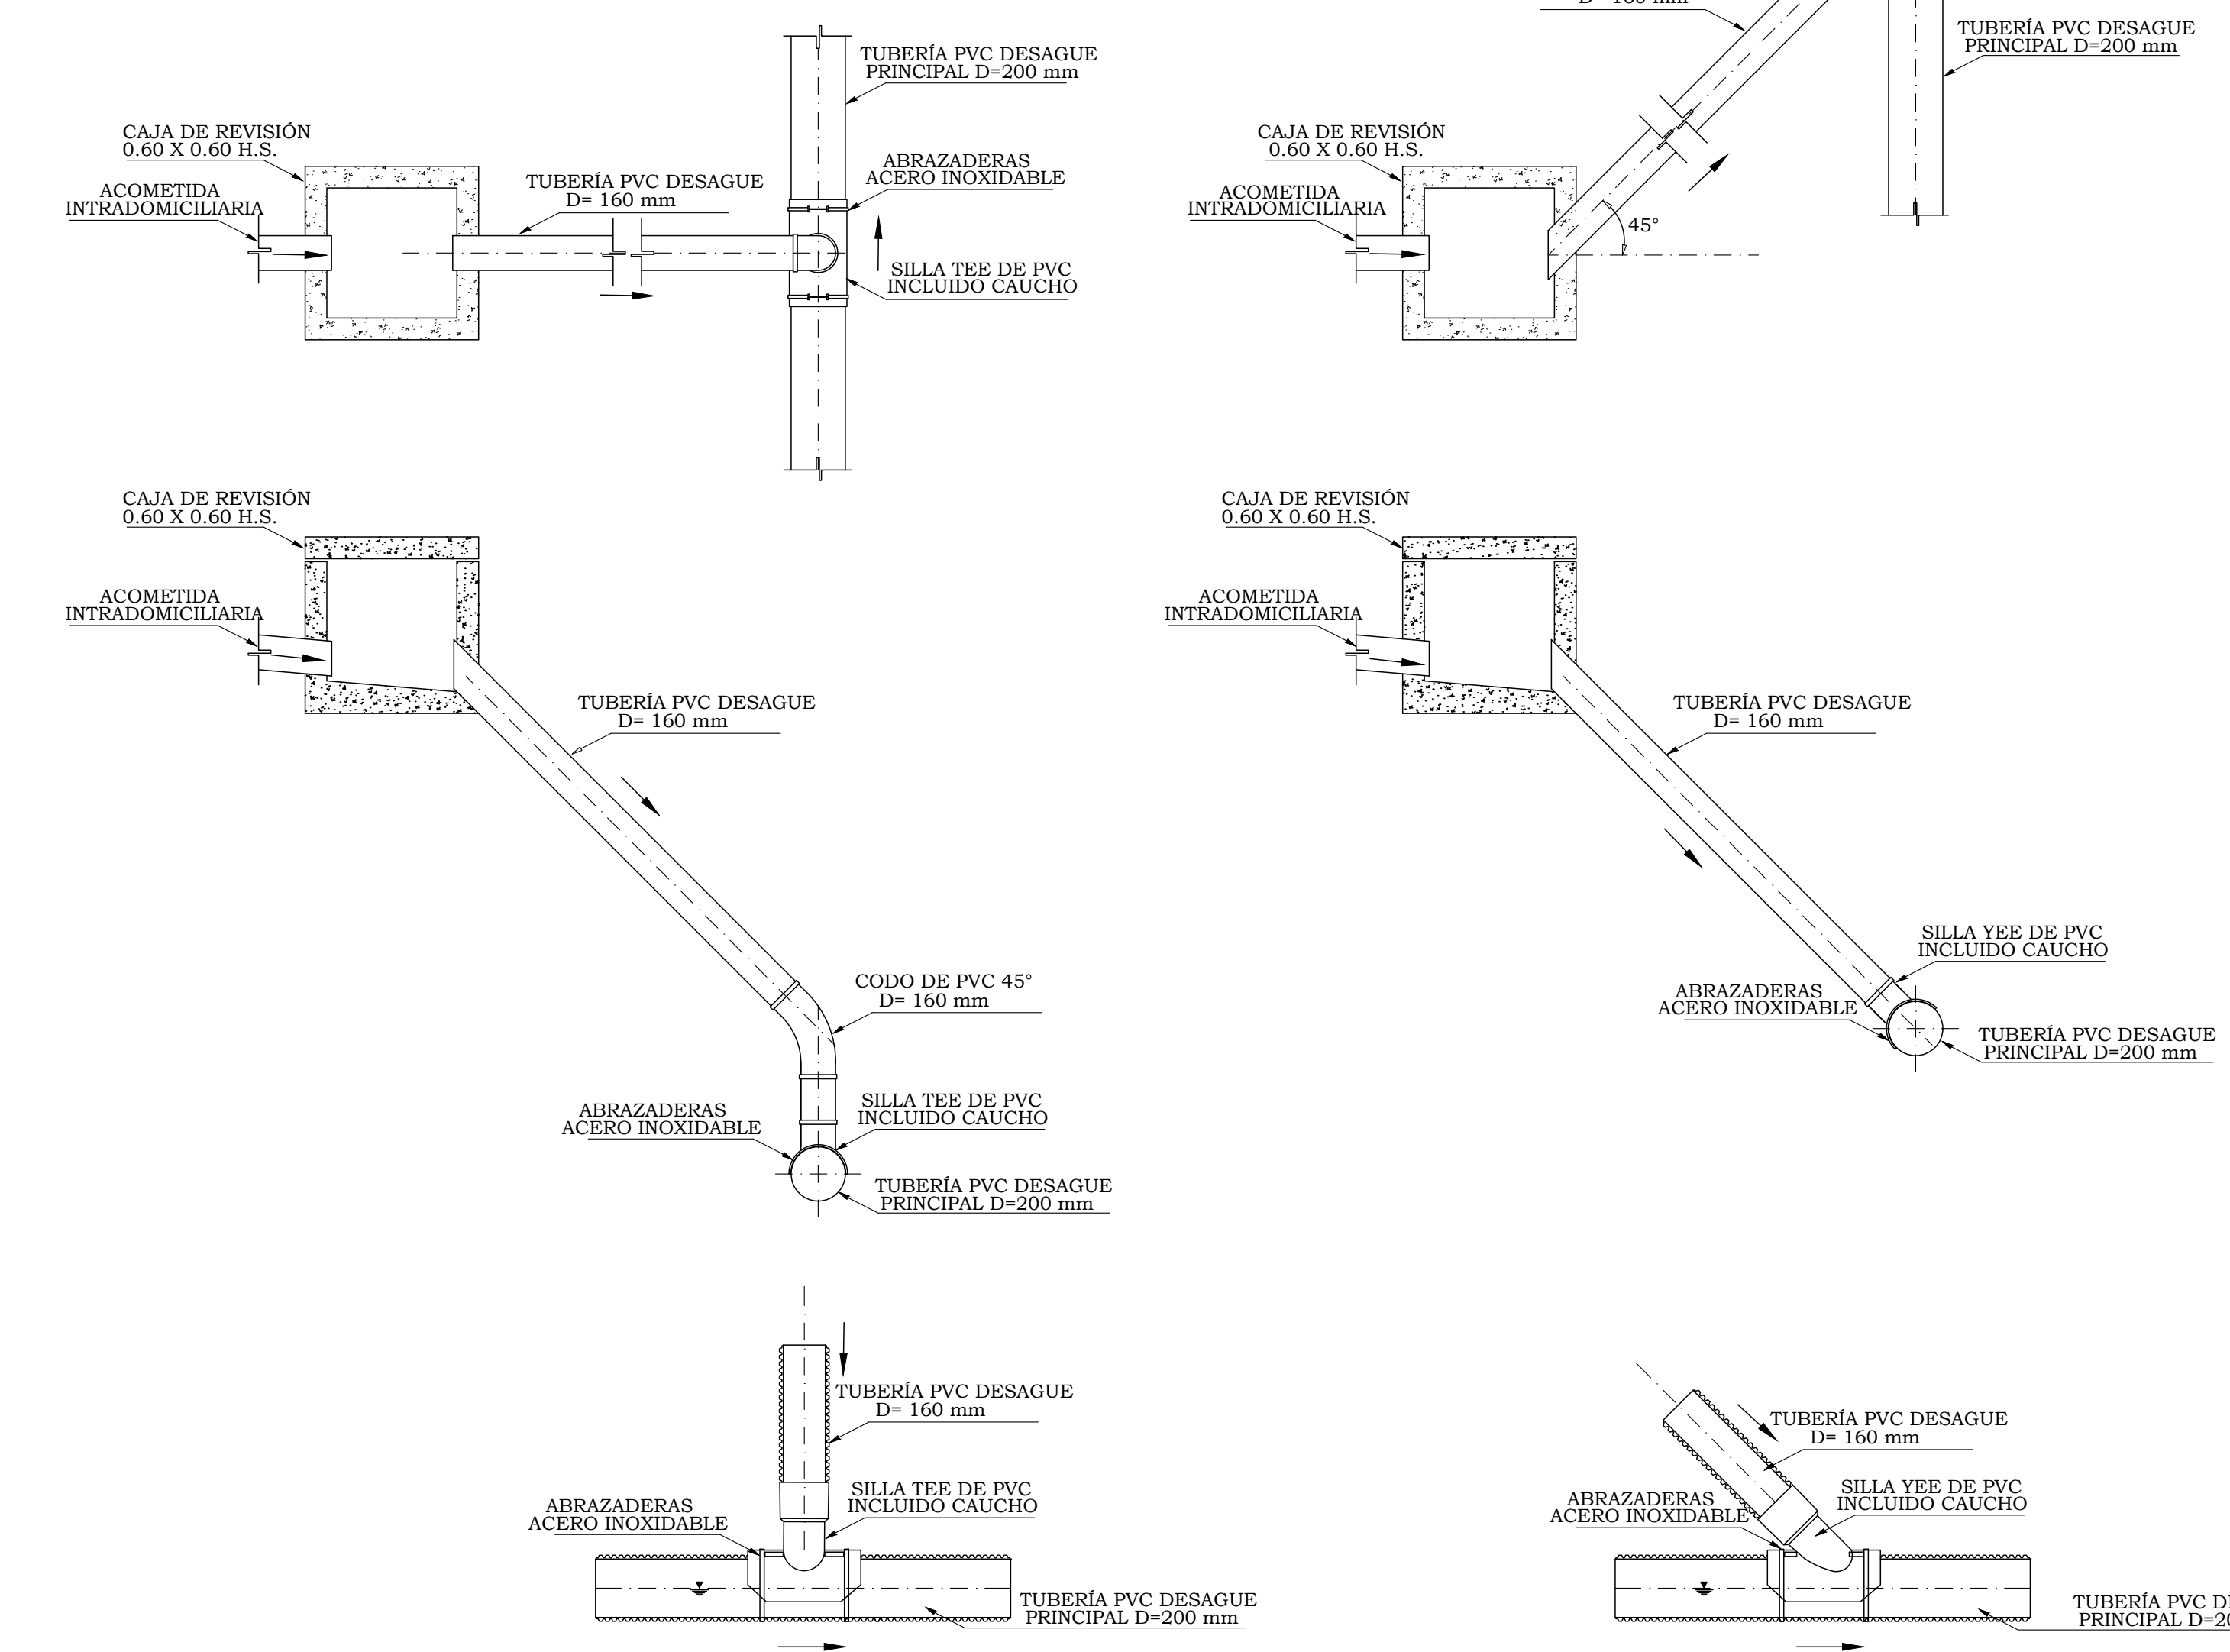 TUBERÍA PVC DESAGUE
PRINCIPAL D=200 mm
CAJA DE REVISIÓN
0.60 X 0.60 H.S.
ACOMETIDA
INTRADOMICILIARIA
TUBERÍA PVC DESAGUE
D= 160 mm
ABRAZADERAS
ACERO INOXIDABLE
SILLA TEE DE PVC
INCLUIDO CAUCHO
D= 160 mm
TUBERÍA PVC DESAGUE
PRINCIPAL D=200 mm
CAJA DE REVISIÓN
0.60 X 0.60 H.S.
ACOMETIDA
INTRADOMICILIARIA
45°
CAJA DE REVISIÓN
0.60 X 0.60 H.S.
ACOMETIDA
INTRADOMICILIARIA
TUBERÍA PVC DESAGUE
D= 160 mm
CODO DE PVC 45°
D= 160 mm
ABRAZADERAS
ACERO INOXIDABLE
SILLA TEE DE PVC
INCLUIDO CAUCHO
TUBERÍA PVC DESAGUE
PRINCIPAL D=200 mm
CAJA DE REVISIÓN
0.60 X 0.60 H.S.
ACOMETIDA
INTRADOMICILIARIA
TUBERÍA PVC DESAGUE
D= 160 mm
SILLA YEE DE PVC
INCLUIDO CAUCHO
ABRAZADERAS
ACERO INOXIDABLE
TUBERÍA PVC DESAGUE
PRINCIPAL D=200 mm
TUBERÍA PVC DESAGUE
D= 160 mm
SILLA TEE DE PVC
INCLUIDO CAUCHO
ABRAZADERAS
ACERO INOXIDABLE
TUBERÍA PVC DESAGUE
PRINCIPAL D=200 mm
TUBERÍA PVC DESAGUE
D= 160 mm
SILLA YEE DE PVC
INCLUIDO CAUCHO
ABRAZADERAS
ACERO INOXIDABLE
TUBERÍA PVC
PRINCIPAL